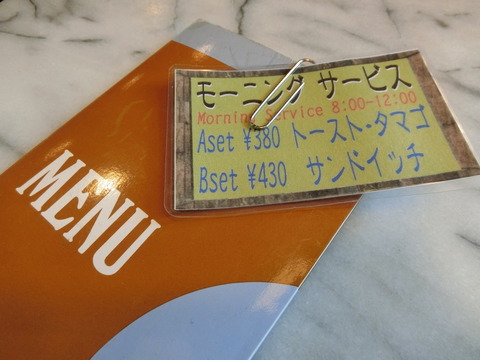 モーニング サービス
Morning Service 8:00-12:00
Aset ¥380 トースト・タマゴ
Bset ¥430 サンドイッチ
MENU